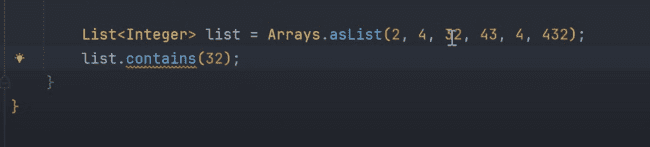 List<Integer> list = Arrays.asList(2, 4, 32, 43, 4, 432);
list.contains(32);
}
}